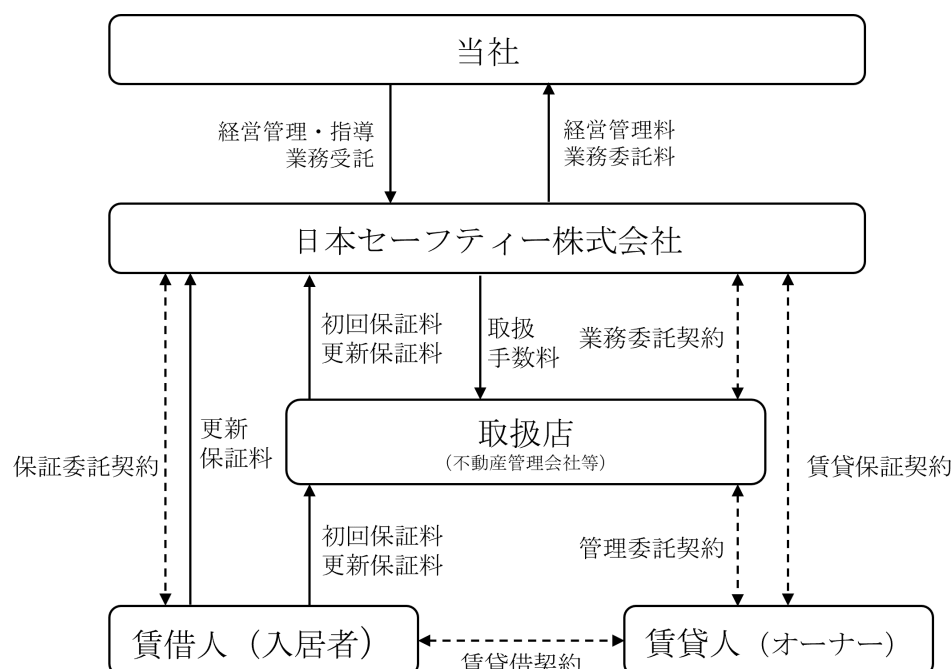 当社
経営管理・指導
業務受託
経営管理料
業務委託料
日本セーフティー株式会社
初回保証料
更新保証料
取扱
手数料
業務委託契約
更新
保証料
取扱店
（不動産管理会社等）
保証委託契約
賃貸保証契約
初回保証料
更新保証料
管理委託契約
賃借人（入居者）
賃貸人（オーナー）
賃貸借契約